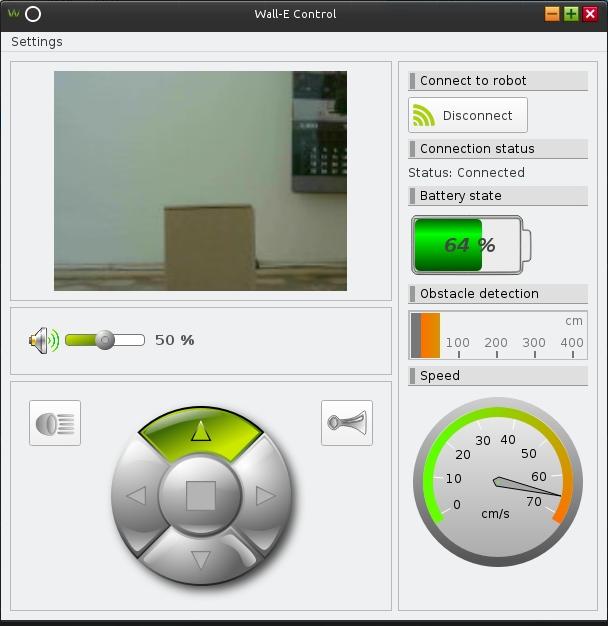 Wall-E Control
Settings
Connect to robot
Disconnect
Connection status
Status: Connected
Battery state
64 %
Obstacle detection
cm
100 200 300 400
50 %
Speed
0 10 20 30 40 50 60 70
cm/s